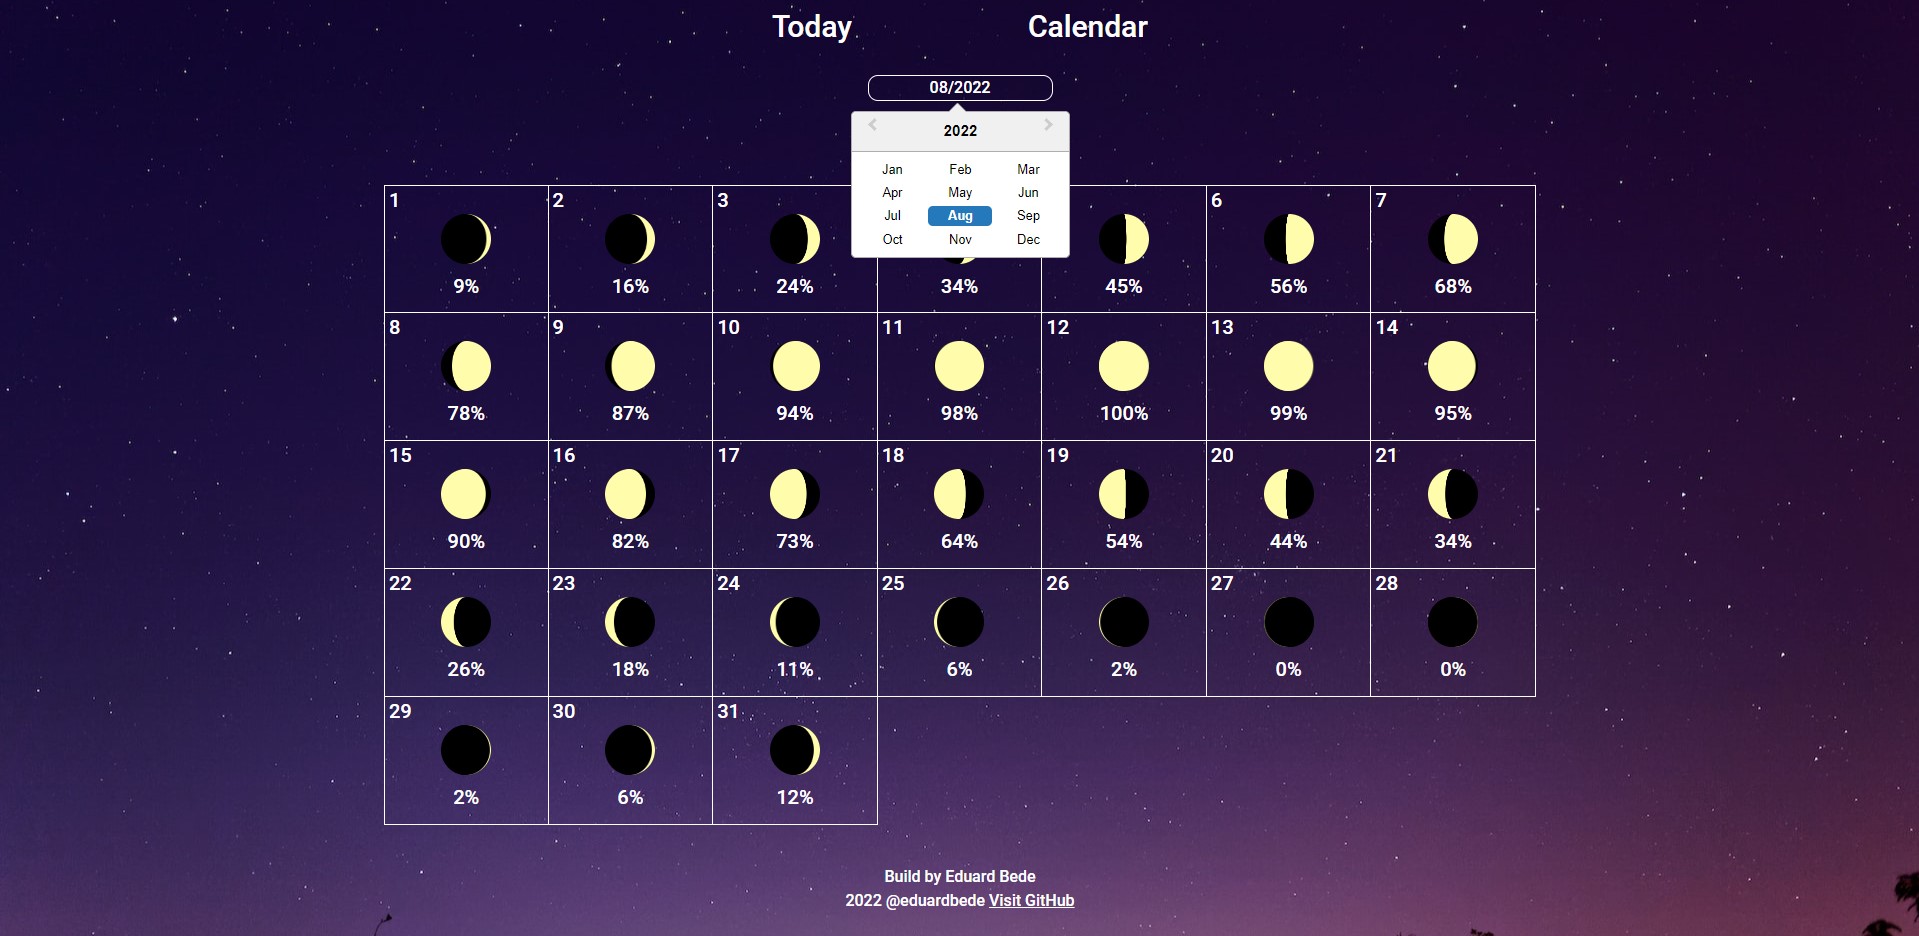 Today Calendar
08/2022
2022
Jan Feb Mar
Apr May Jun
Jul Aug Sep
Oct Nov Dec
1 2 3 6 7
9% 16% 24% 34% 45% 56% 68%
8 9 10 11 12 13 14
78% 87% 94% 98% 100% 99% 95%
15 16 17 18 19 20 21
90% 82% 73% 64% 54% 44% 34%
22 23 24 25 26 27 28
26% 18% 11% 6% 2% 0% 0%
29 30 31
2% 6% 12%
Build by Eduard Bede
2022 @eduardbede Visit GitHub